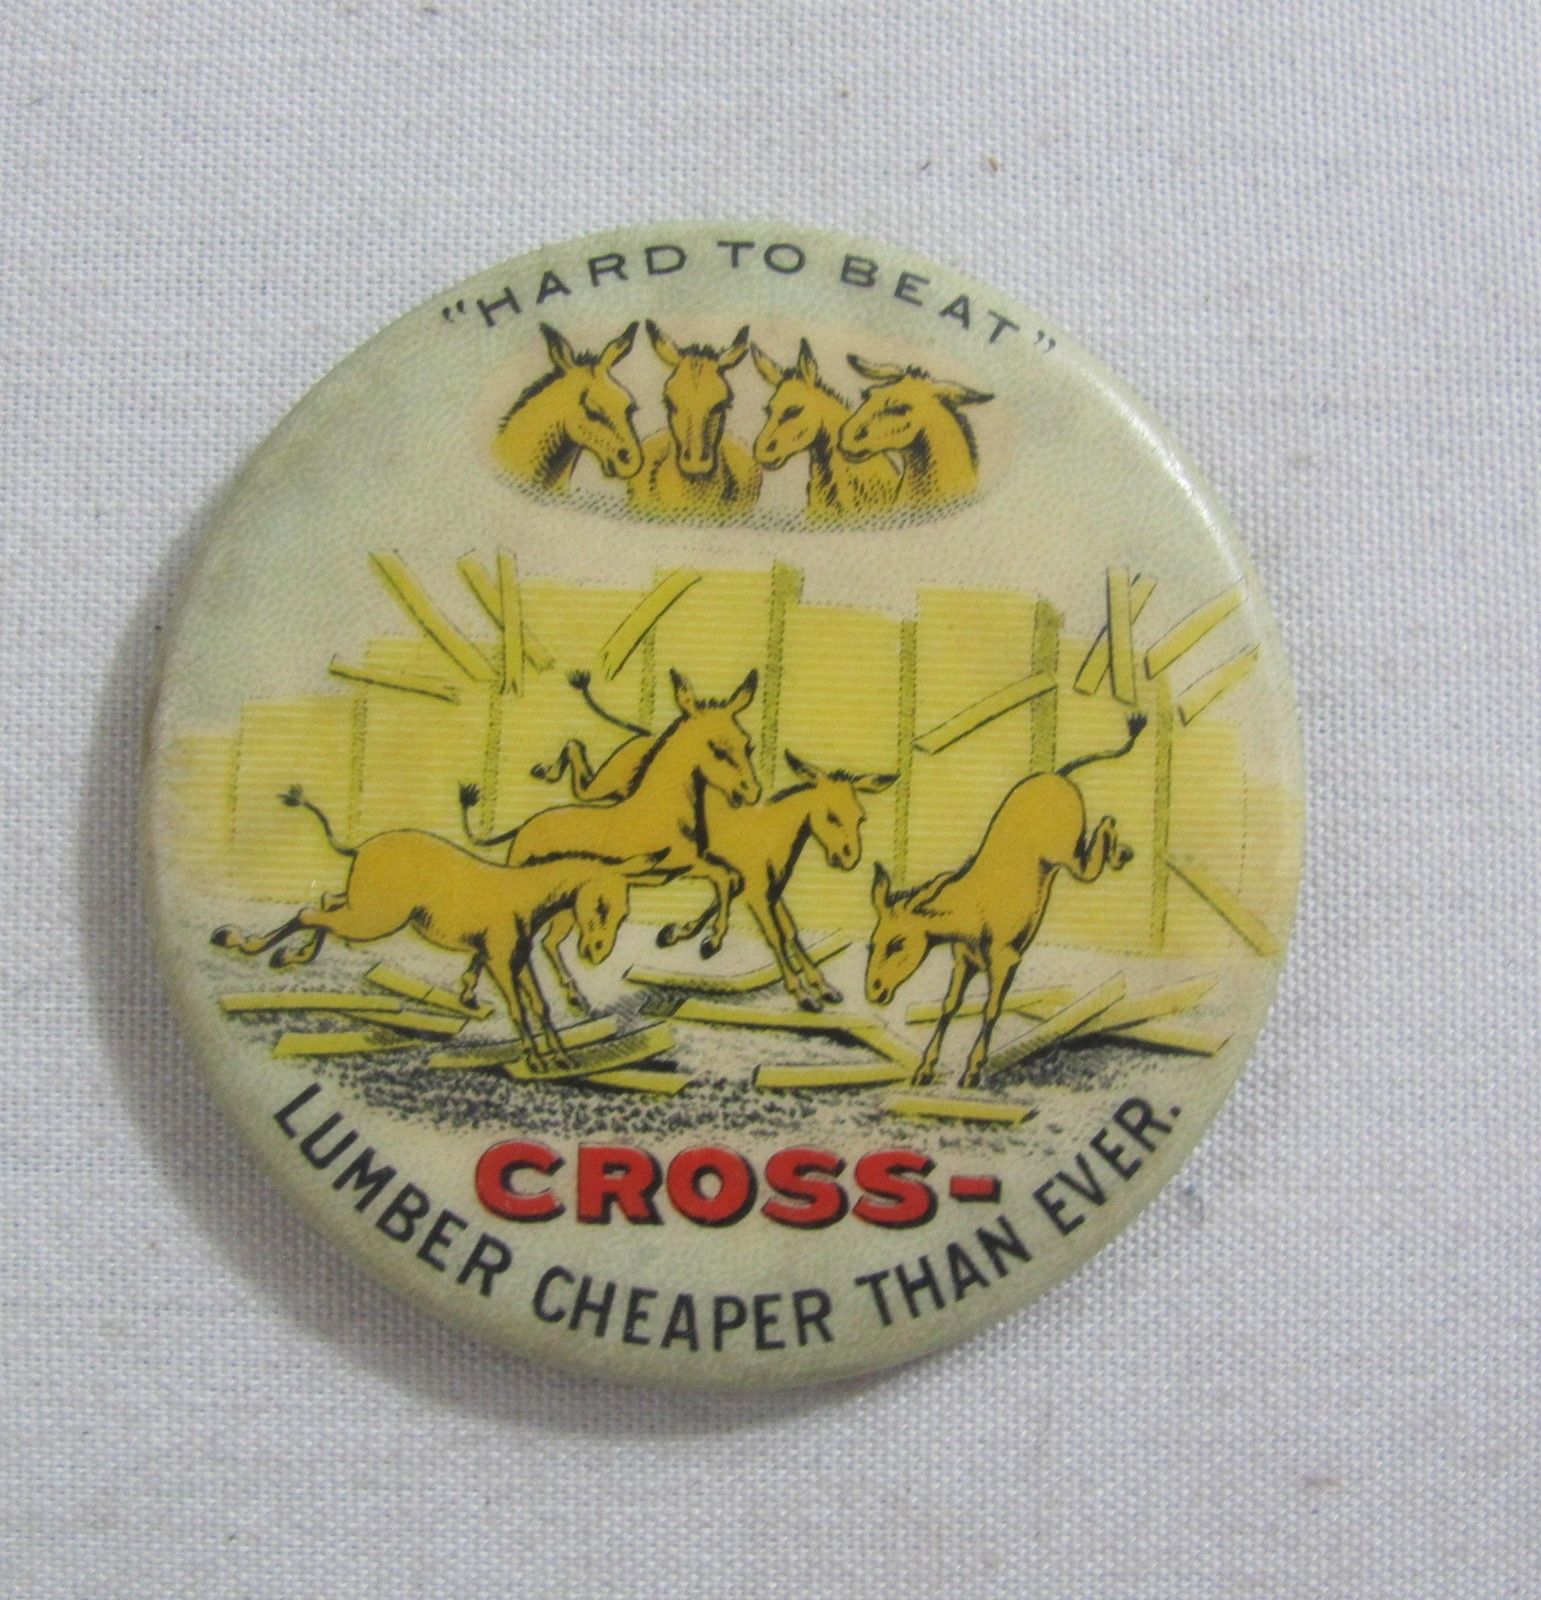 "HARD TO BEAT"
CROSS-
LUMBER CHEAPER THAN EVER.